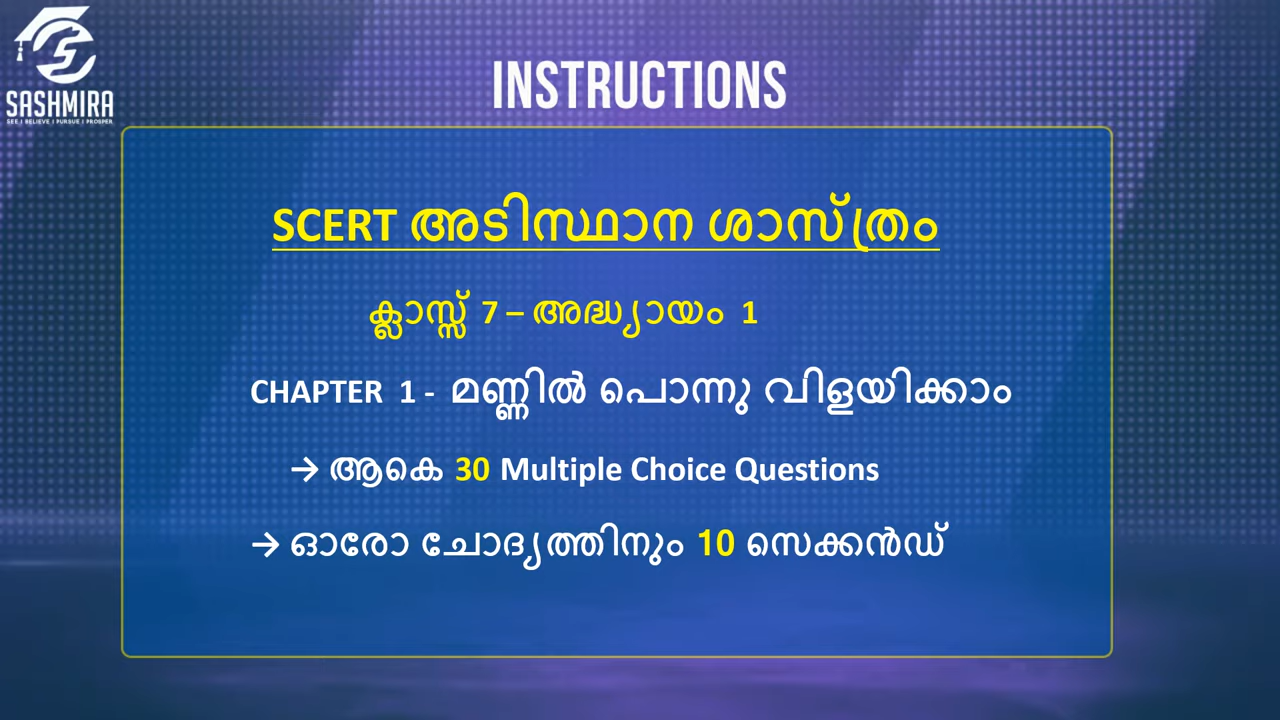 SASHMIRA
SEE I BELIEVE I PURSUE I PROSPER
INSTRUCTIONS
SCERT അടിസ്ഥാന ശാസ്ത്രം
ക്ലാസ്സ് 7 – അദ്ധ്യായം 1
CHAPTER 1 - മണ്ണിൽ പൊന്നു വിളയിക്കാം
→ ആകെ 30 Multiple Choice Questions
→ ഓരോ ചോദ്യത്തിനും 10 സെക്കൻഡ്